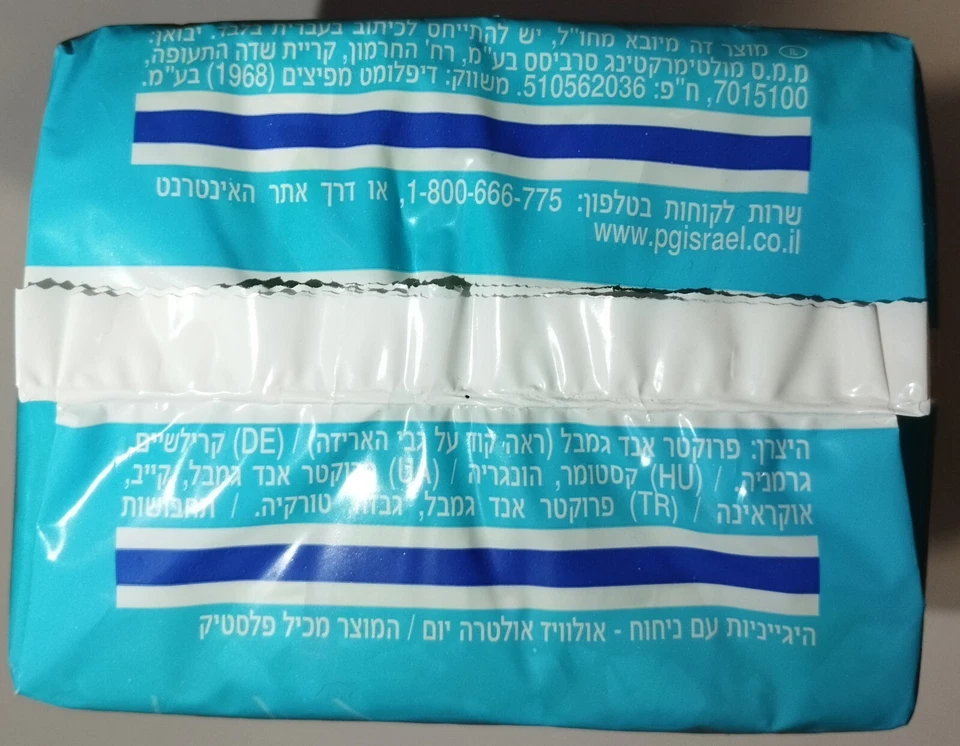 מוצר זה מיובא מחו"ל, יש להתייחס לכיתוב בעברית בלבד. יבואן:
מ.מ.ס מולטימרקטינג סרביסס בע"מ, רח' החרמון, קריית שדה התעופה,
7015100, ח"פ: 510562036. משווק: דיפלומט מפיצים (1968) בע"מ.
שרות לקוחות בטלפון: 1-800-666-775, או דרך אתר האינטרנט
www.pgisrael.co.il
היצרן: פרוקטר אנד גמבל (ראה קוד על גבי האריזה) / (DE) קרילשיים,
גרמניה. / (HU) קסטומר, הונגריה / (UA) פרוקטר אנד גמבל, קייב,
אוקראינה / (TR) פרוקטר אנד גמבל, גבזה, טורקיה. / תחבושות
היגייניות עם ניחוח - אולוויז אולטרה יום / המוצר מכיל פלסטיק